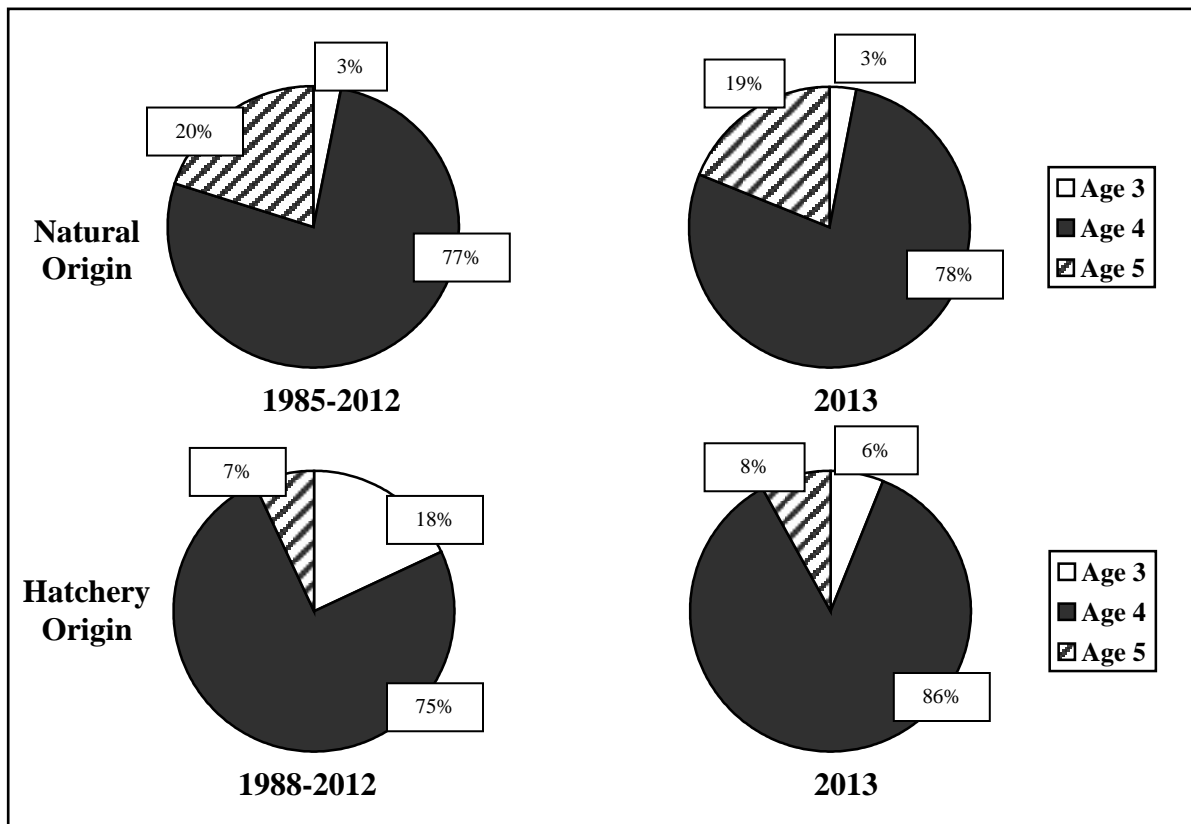 3%
20%
77%
Natural
Origin
1985-2012
3%
19%
78%
2013
Age 3
Age 4
Age 5
7%
18%
75%
Hatchery
Origin
1988-2012
6%
8%
86%
2013
Age 3
Age 4
Age 5